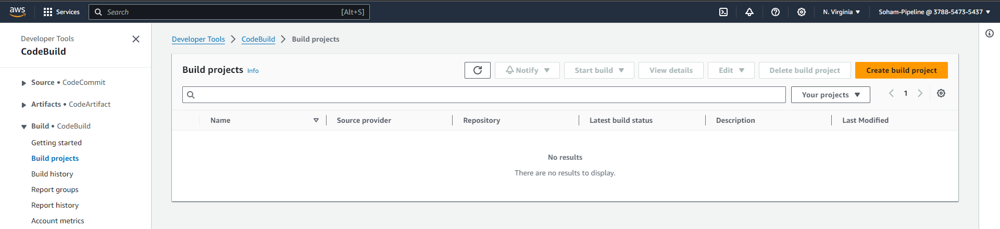 aws Services Search [Alt+S] N. Virginia Soham-Pipeline @ 3788-5473-5437
Developer Tools
CodeBuild
Source • CodeCommit
Artifacts • CodeArtifact
Build • CodeBuild
Getting started
Build projects
Build history
Report groups
Report history
Account metrics
Developer Tools CodeBuild Build projects
Build projects Info Notify Start build View details Edit Delete build project Create build project
Your projects 1
Name Source provider Repository Latest build status Description Last Modified
No results
There are no results to display.